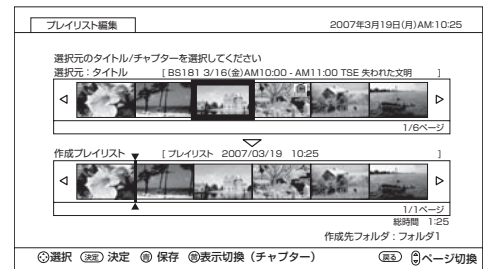 プレイリスト編集
2007年3月19日(月)AM:10:25
選択元のタイトル/チャプターを選択してください
選択元：タイトル [ BS181 3/16(金)AM10:00 - AM11:00 TSE 失われた文明 ]
1/6ページ
作成プレイリスト [ プレイリスト 2007/03/19 10:25 ]
1/1ページ
総時間 1:25
作成先フォルダ : フォルダ1
選択 決定 決定 保存 表示切換（チャプター） 戻る ページ切換